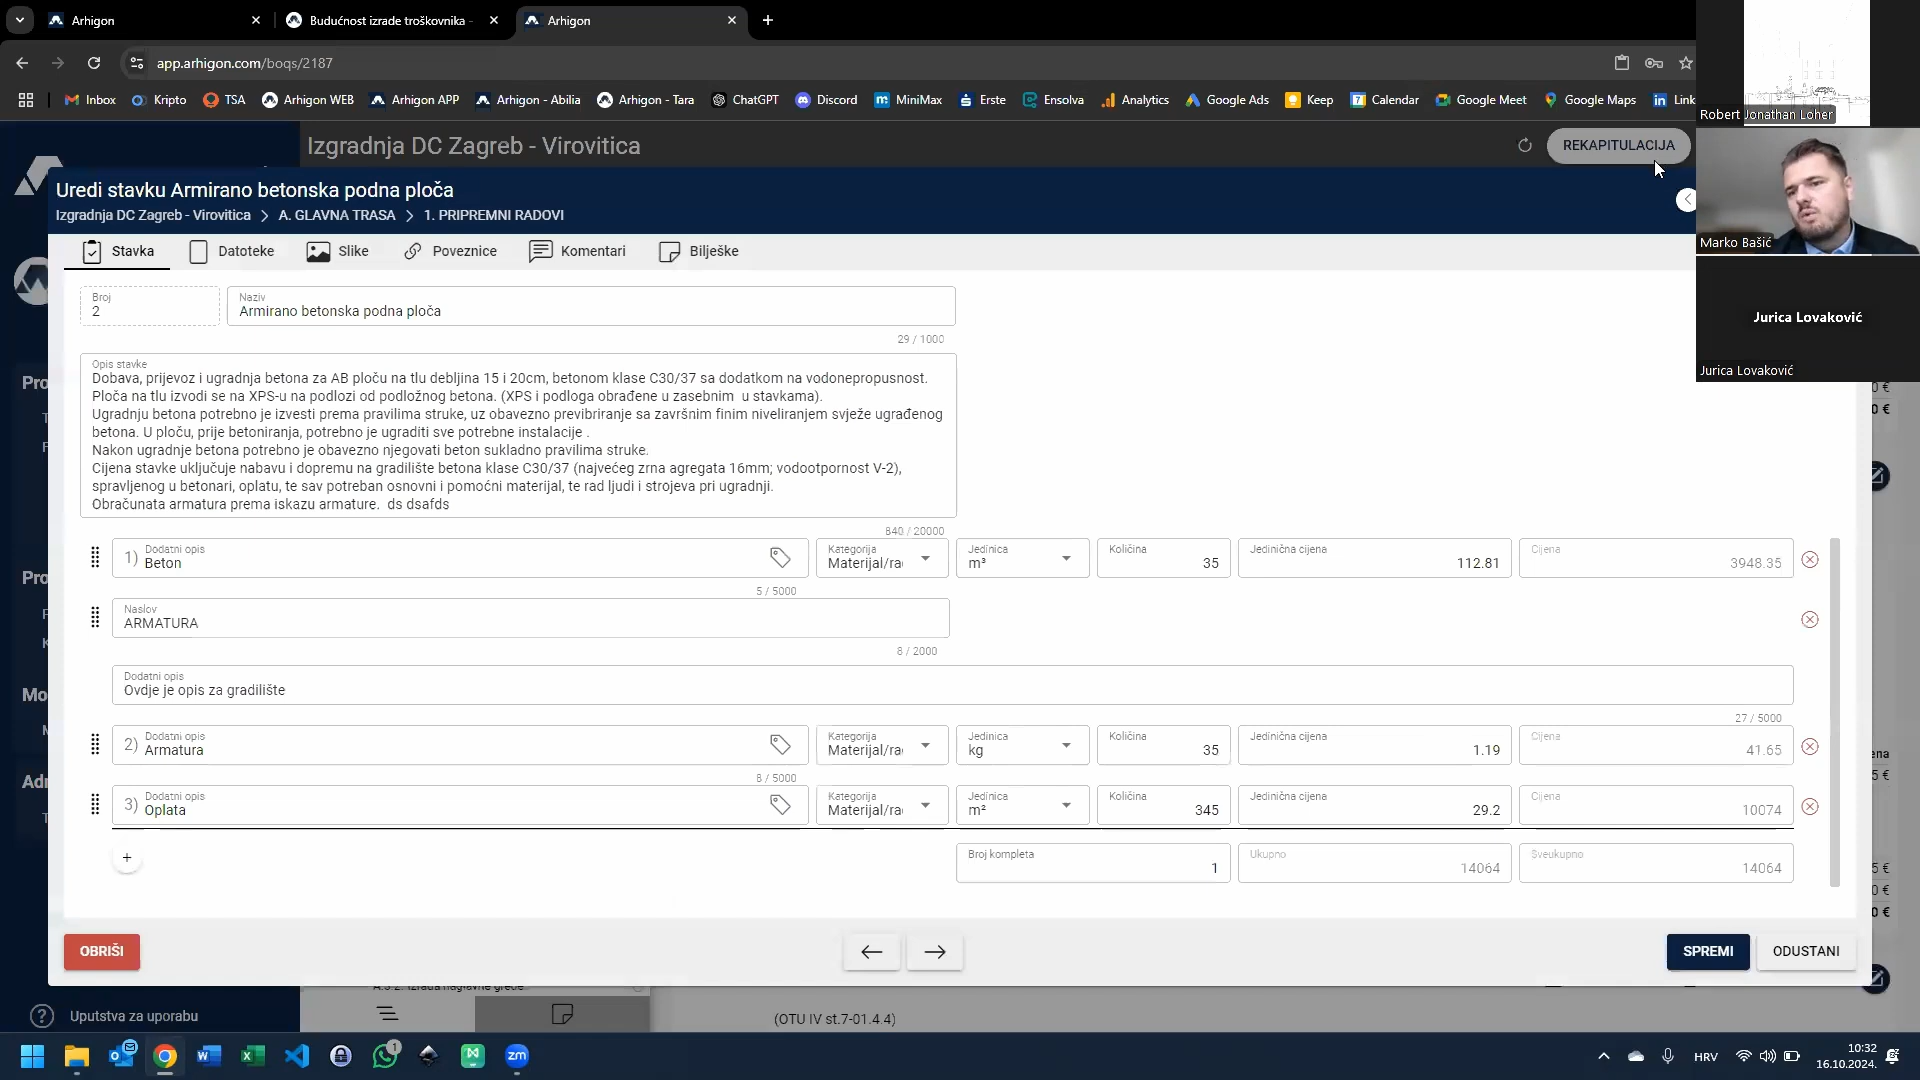 Arhigon
Budućnost izrade troškovnika -
Arhigon
app.arhigon.com/boqs/2187
Inbox
Kripto
TSA
Arhigon WEB
Arhigon APP
Arhigon - Abilia
Arhigon - Tara
ChatGPT
Discord
MiniMax
Erste
Ensolva
Analytics
Google Ads
Keep
Calendar
Google Meet
Google Maps
Link
Robert Jonathan Loher
Marko Bašić
Jurica Lovaković
Jurica Lovaković
Izgradnja DC Zagreb - Virovitica
REKAPITULACIJA
Uredi stavku Armirano betonska podna ploča
Izgradnja DC Zagreb - Virovitica > A. GLAVNA TRASA > 1. PRIPREMNI RADOVI
Stavka
Datoteke
Slike
Poveznice
Komentari
Bilješke
Broj
2
Naziv
Armirano betonska podna ploča
29 / 1000
Opis stavke
Dobava, prijevoz i ugradnja betona za AB ploču na tlu debljina 15 i 20cm, betonom klase C30/37 sa dodatkom na vodonepropusnost.
Ploča na tlu izvodi se na XPS-u na podlozi od podložnog betona. (XPS i podloga obrađene u zasebnim u stavkama).
Ugradnju betona potrebno je izvesti prema pravilima struke, uz obavezno previbriranje sa završnim finim niveliranjem svježe ugrađenog
betona. U ploču, prije betoniranja, potrebno je ugraditi sve potrebne instalacije .
Nakon ugradnje betona potrebno je obavezno njegovati beton sukladno pravilima struke.
Cijena stavke uključuje nabavu i dopremu na gradilište betona klase C30/37 (najvećeg zrna agregata 16mm; vodootpornost V-2),
spravljenog u betonari, oplatu, te sav potreban osnovni i pomoćni materijal, te rad ljudi i strojeva pri ugradnji.
Obračunata armatura prema iskazu armature. ds dsafds
840 / 20000
1) Dodatni opis
Beton
Kategorija
Materijal/ra
Jedinica
m³
Količina
35
Jedinična cijena
112.81
Cijena
3948.35
5 / 5000
Naslov
ARMATURA
8 / 2000
Dodatni opis
Ovdje je opis za gradilište
27 / 5000
2) Dodatni opis
Armatura
Kategorija
Materijal/ra
Jedinica
kg
Količina
35
Jedinična cijena
1.19
Cijena
41.65
8 / 5000
3) Dodatni opis
Oplata
Kategorija
Materijal/ra
Jedinica
m²
Količina
345
Jedinična cijena
29.2
Cijena
10074
+
Broj kompleta
1
Ukupno
14064
Sveukupno
14064
OBRIŠI
SPREMI
ODUSTANI
Pro
Pro
Mo
Adı
Uputstva za uporabu
(OTU IV st.7-01.4.4)
HRV
10:32
16.10.2024.